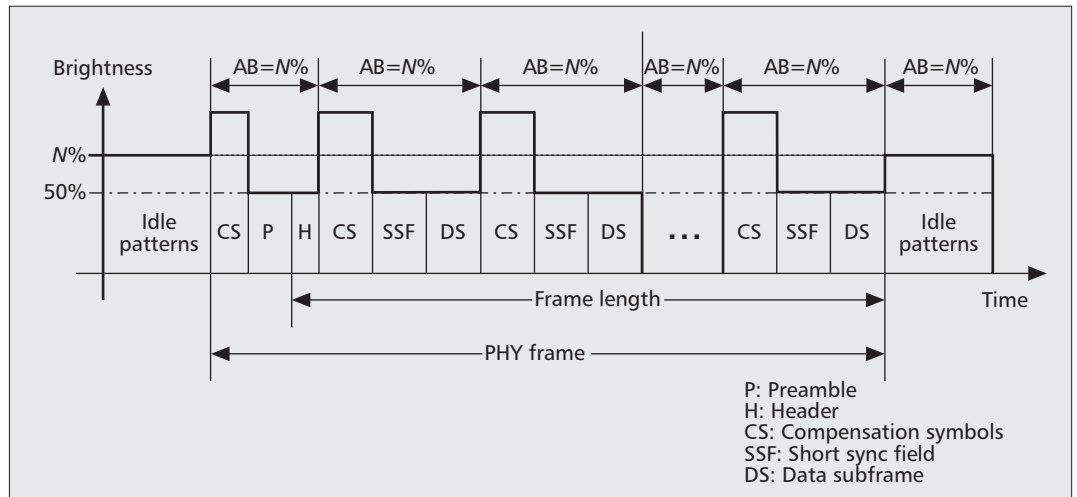 AB=N% AB=N% AB=N% AB=N% AB=N% AB=N%
Brightness
N%
50%
Idle patterns CS P H CS SSF DS CS SSF DS ... CS SSF DS Idle patterns
Frame length
Time
PHY frame
P: Preamble
H: Header
CS: Compensation symbols
SSF: Short sync field
DS: Data subframe